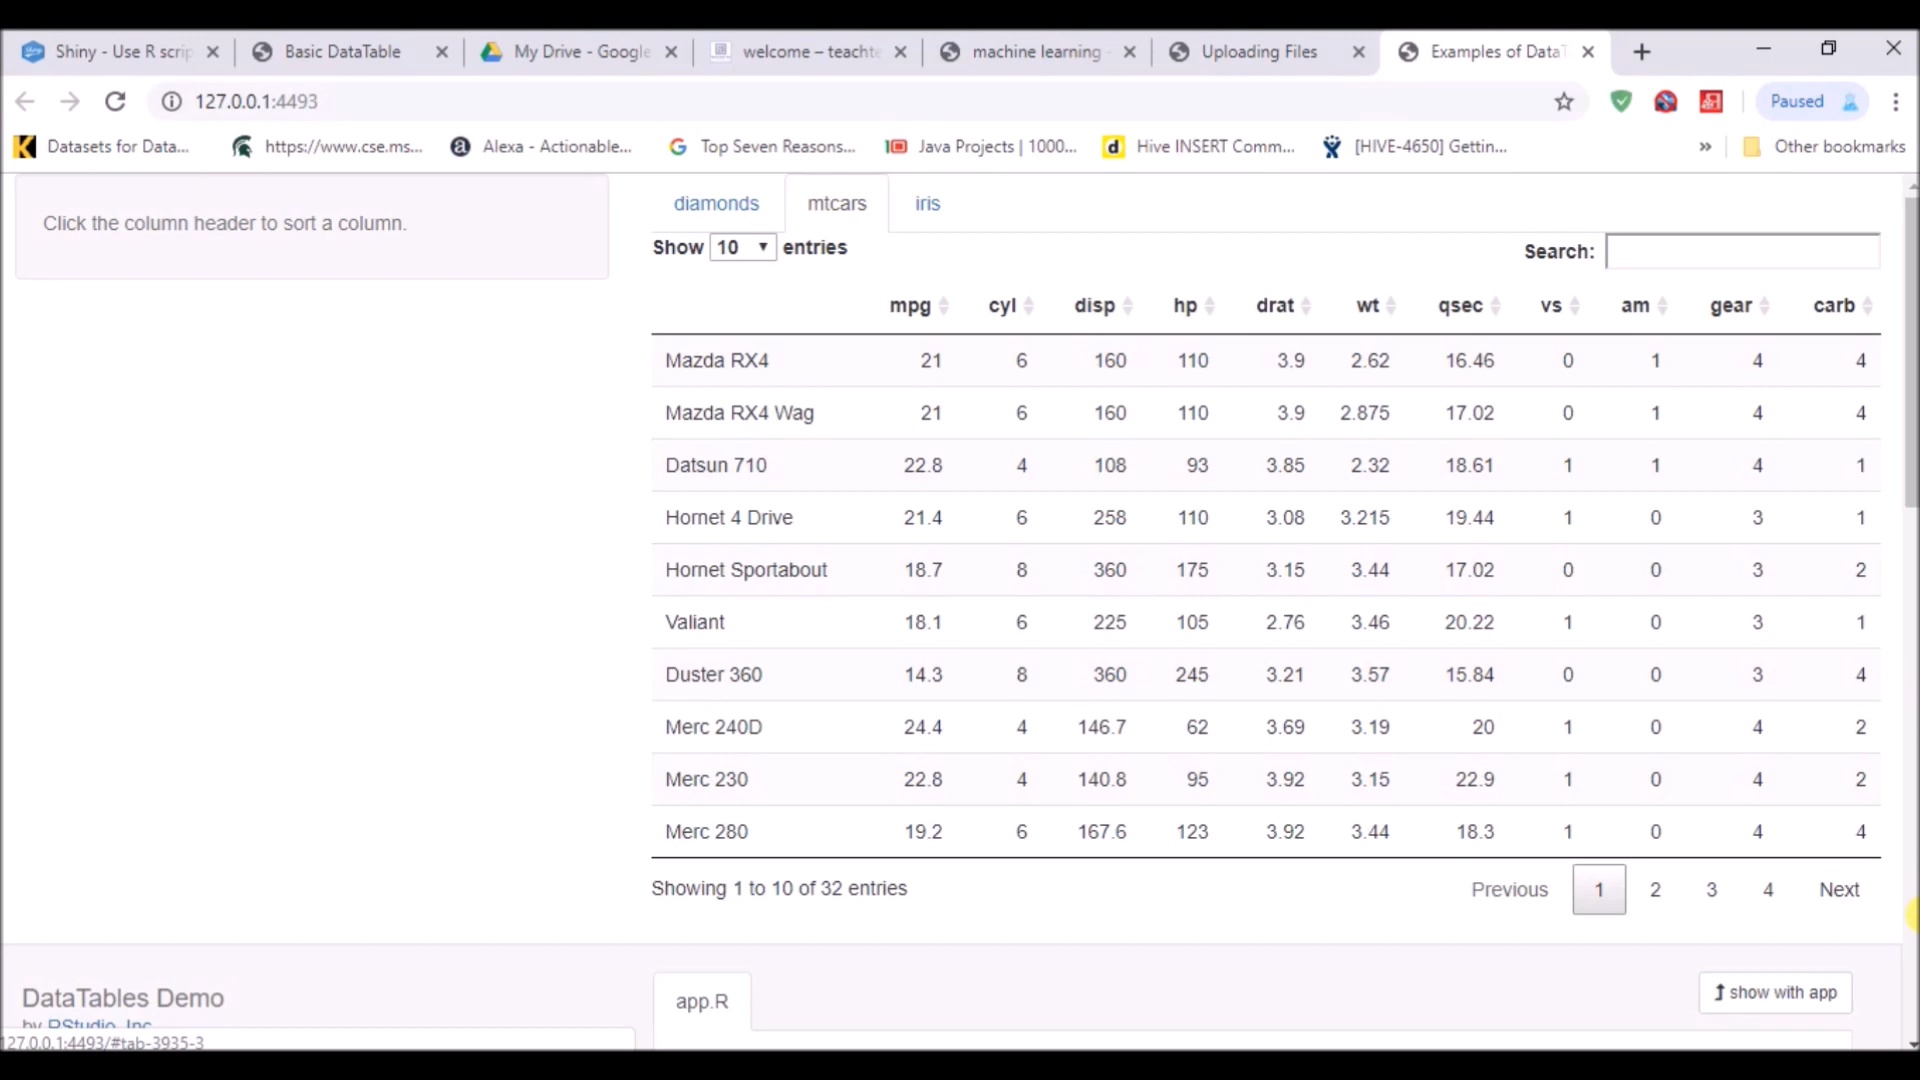 Shiny - Use R scrip
Basic DataTable
My Drive - Google
welcome – teachte
machine learning -
Uploading Files
Examples of DataT
127.0.0.1:4493
Paused
Datasets for Data...
https://www.cse.ms...
Alexa - Actionable...
Top Seven Reasons...
Java Projects | 1000...
Hive INSERT Comm...
[HIVE-4650] Gettin...
»
Other bookmarks
Click the column header to sort a column.
diamonds mtcars iris
Show 10 entries
Search:
mpg cyl disp hp drat wt qsec vs am gear carb
Mazda RX4 21 6 160 110 3.9 2.62 16.46 0 1 4 4
Mazda RX4 Wag 21 6 160 110 3.9 2.875 17.02 0 1 4 4
Datsun 710 22.8 4 108 93 3.85 2.32 18.61 1 1 4 1
Hornet 4 Drive 21.4 6 258 110 3.08 3.215 19.44 1 0 3 1
Hornet Sportabout 18.7 8 360 175 3.15 3.44 17.02 0 0 3 2
Valiant 18.1 6 225 105 2.76 3.46 20.22 1 0 3 1
Duster 360 14.3 8 360 245 3.21 3.57 15.84 0 0 3 4
Merc 240D 24.4 4 146.7 62 3.69 3.19 20 1 0 4 2
Merc 230 22.8 4 140.8 95 3.92 3.15 22.9 1 0 4 2
Merc 280 19.2 6 167.6 123 3.92 3.44 18.3 1 0 4 4
Showing 1 to 10 of 32 entries
Previous 1 2 3 4 Next
DataTables Demo
by RStudio, Inc.
app.R
show with app
127.0.0.1:4493/#tab-3935-3